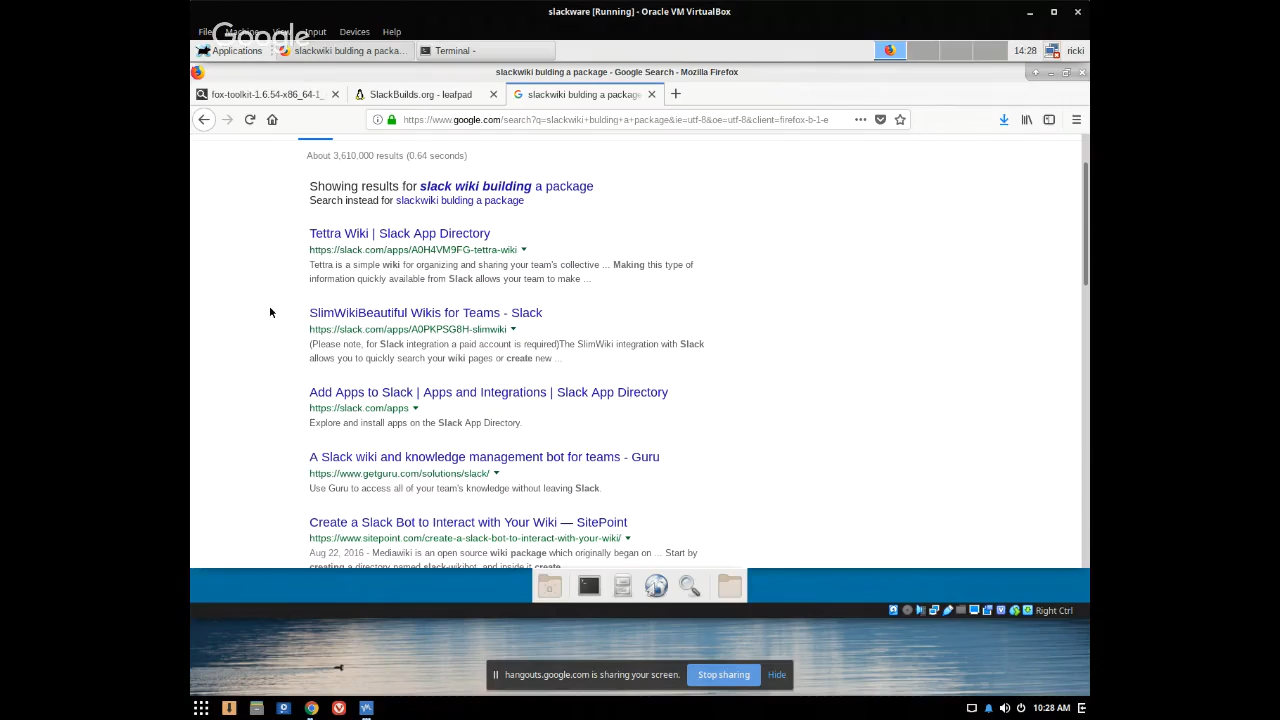 slackware [Running] - Oracle VM VirtualBox
File Machine View Input Devices Help
Google
Applications slackwiki bulding a packa... Terminal - 14:28 ricki
slackwiki bulding a package - Google Search - Mozilla Firefox
fox-toolkit-1.6.54-x86_64-1_ SlackBuilds.org - leafpad slackwiki bulding a package
https://www.google.com/search?q=slackwiki+bulding+a+package&ie=utf-8&oe=utf-8&client=firefox-b-1-e
About 3,610,000 results (0.64 seconds)
Showing results for slack wiki building a package
Search instead for slackwiki bulding a package
Tettra Wiki | Slack App Directory
https://slack.com/apps/A0H4VM9FG-tettra-wiki
Tettra is a simple wiki for organizing and sharing your team's collective ... Making this type of
information quickly available from Slack allows your team to make ...
SlimWikiBeautiful Wikis for Teams - Slack
https://slack.com/apps/A0PKPSG8H-slimwiki
(Please note, for Slack integration a paid account is required)The SlimWiki integration with Slack
allows you to quickly search your wiki pages or create new ...
Add Apps to Slack | Apps and Integrations | Slack App Directory
https://slack.com/apps
Explore and install apps on the Slack App Directory.
A Slack wiki and knowledge management bot for teams - Guru
https://www.getguru.com/solutions/slack/
Use Guru to access all of your team's knowledge without leaving Slack.
Create a Slack Bot to Interact with Your Wiki — SitePoint
https://www.sitepoint.com/create-a-slack-bot-to-interact-with-your-wiki/
Aug 22, 2016 - Mediawiki is an open source wiki package which originally began on ... Start by
creating a directory named slack-wikibot, and inside it create
Right Ctrl
hangouts.google.com is sharing your screen. Stop sharing Hide
10:28 AM